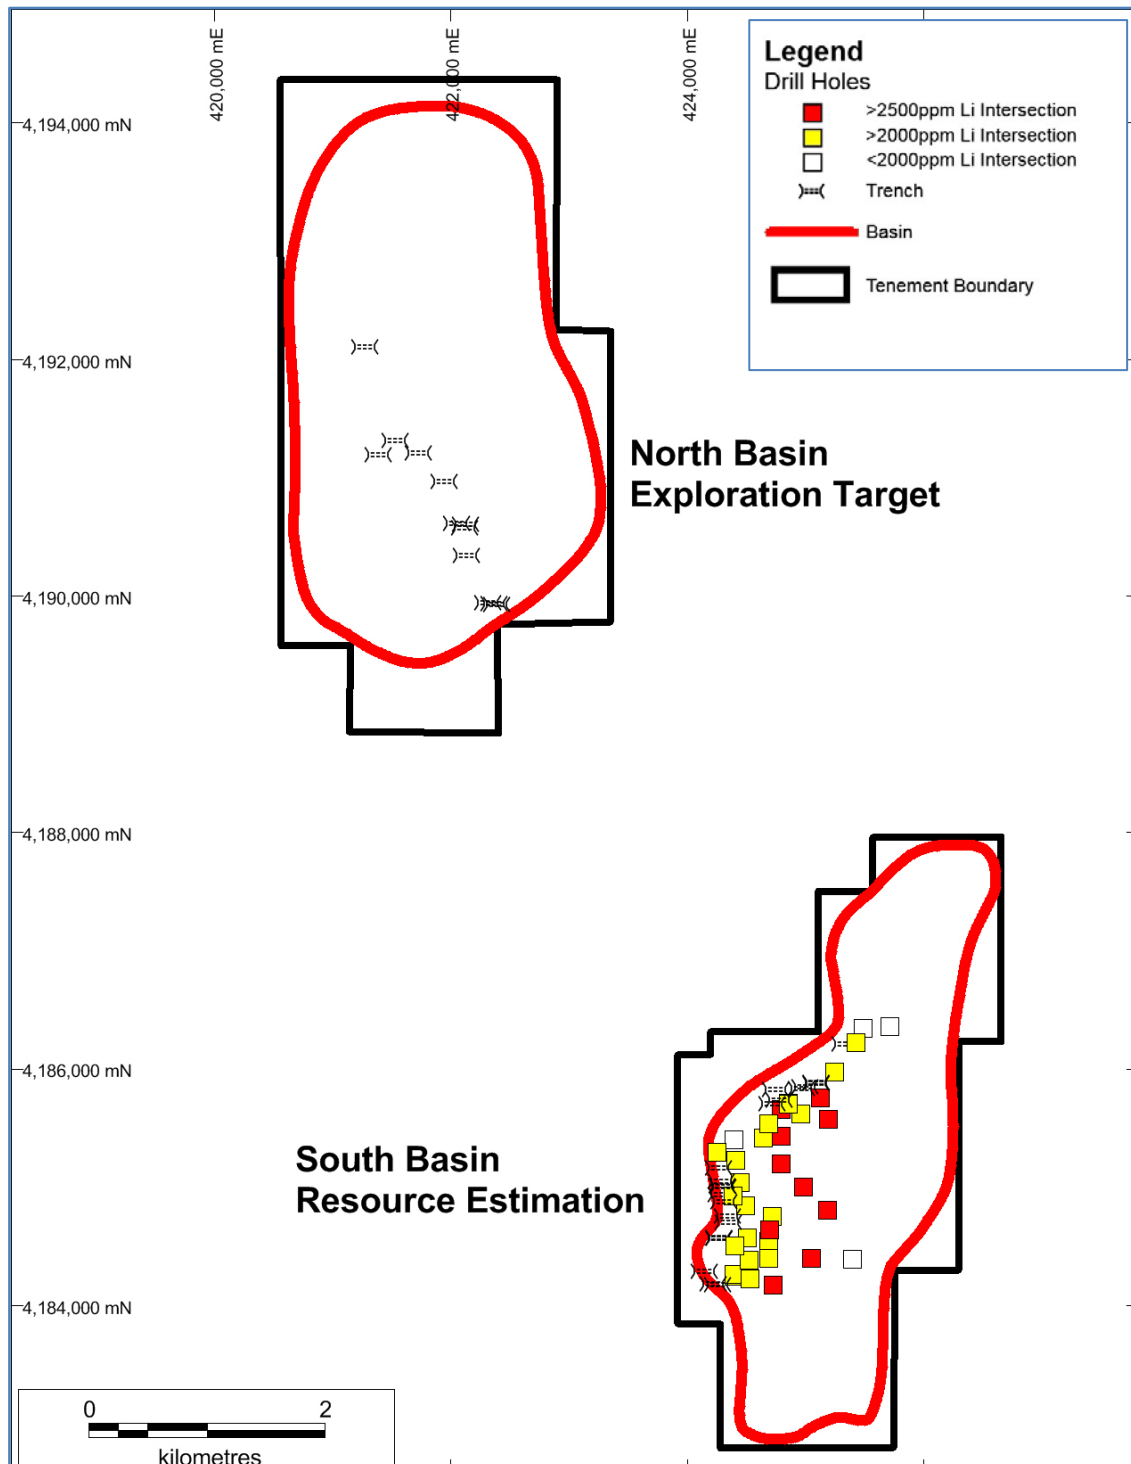 420,000 mE
422,000 mE
424,000 mE
Legend
Drill Holes
>2500ppm Li Intersection
>2000ppm Li Intersection
<2000ppm Li Intersection
Trench
Basin
Tenement Boundary
4,194,000 mN
4,192,000 mN
North Basin
Exploration Target
4,190,000 mN
4,188,000 mN
4,186,000 mN
South Basin
Resource Estimation
4,184,000 mN
0 2
kilometres